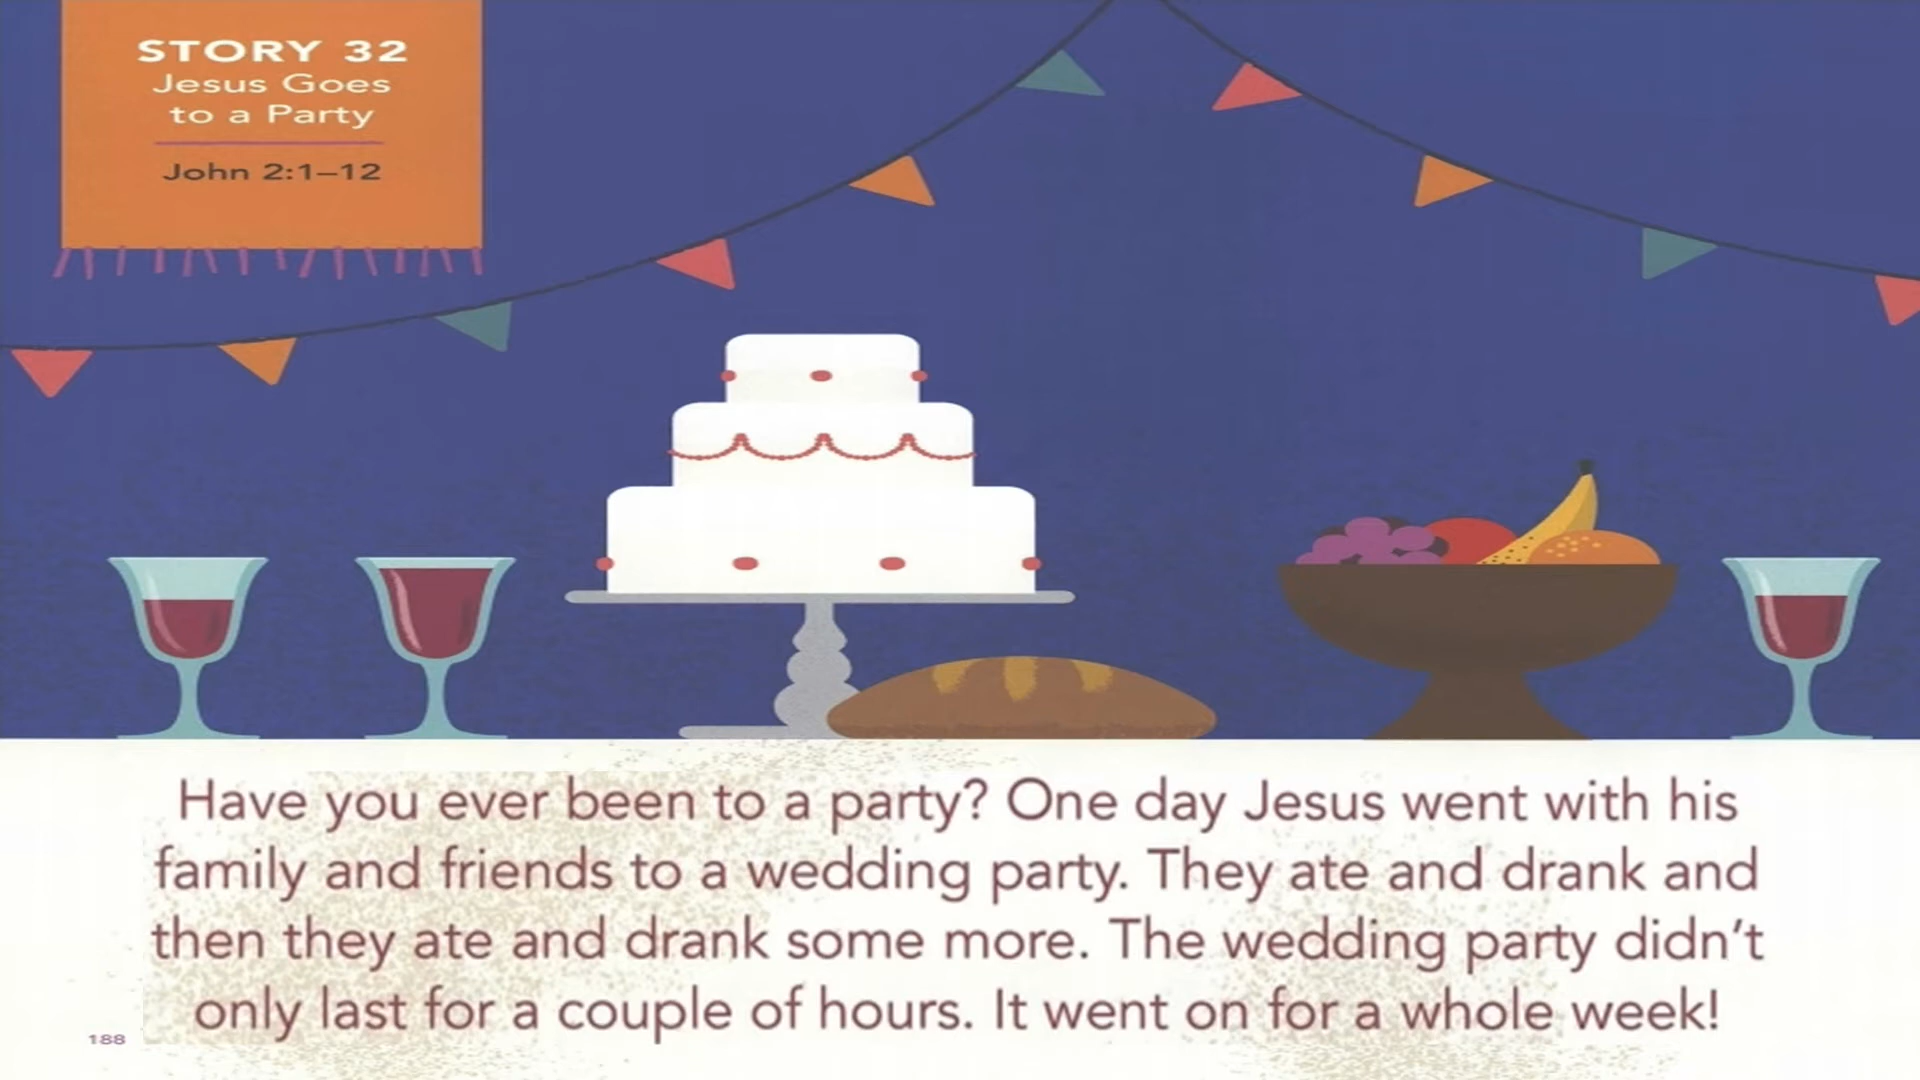 STORY 32
Jesus Goes
to a Party
John 2:1–12
Have you ever been to a party? One day Jesus went with his
family and friends to a wedding party. They ate and drank and
then they ate and drank some more. The wedding party didn’t
only last for a couple of hours. It went on for a whole week!
188